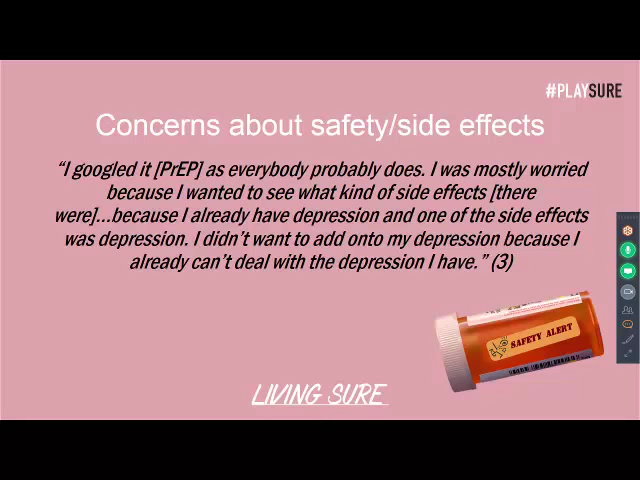 #PLAYSURE
Concerns about safety/side effects
“I googled it [PrEP] as everybody probably does. I was mostly worried
because I wanted to see what kind of side effects [there
were]...because I already have depression and one of the side effects
was depression. I didn’t want to add onto my depression because I
already can’t deal with the depression I have.” (3)
SAFETY ALERT
LIVING SURE